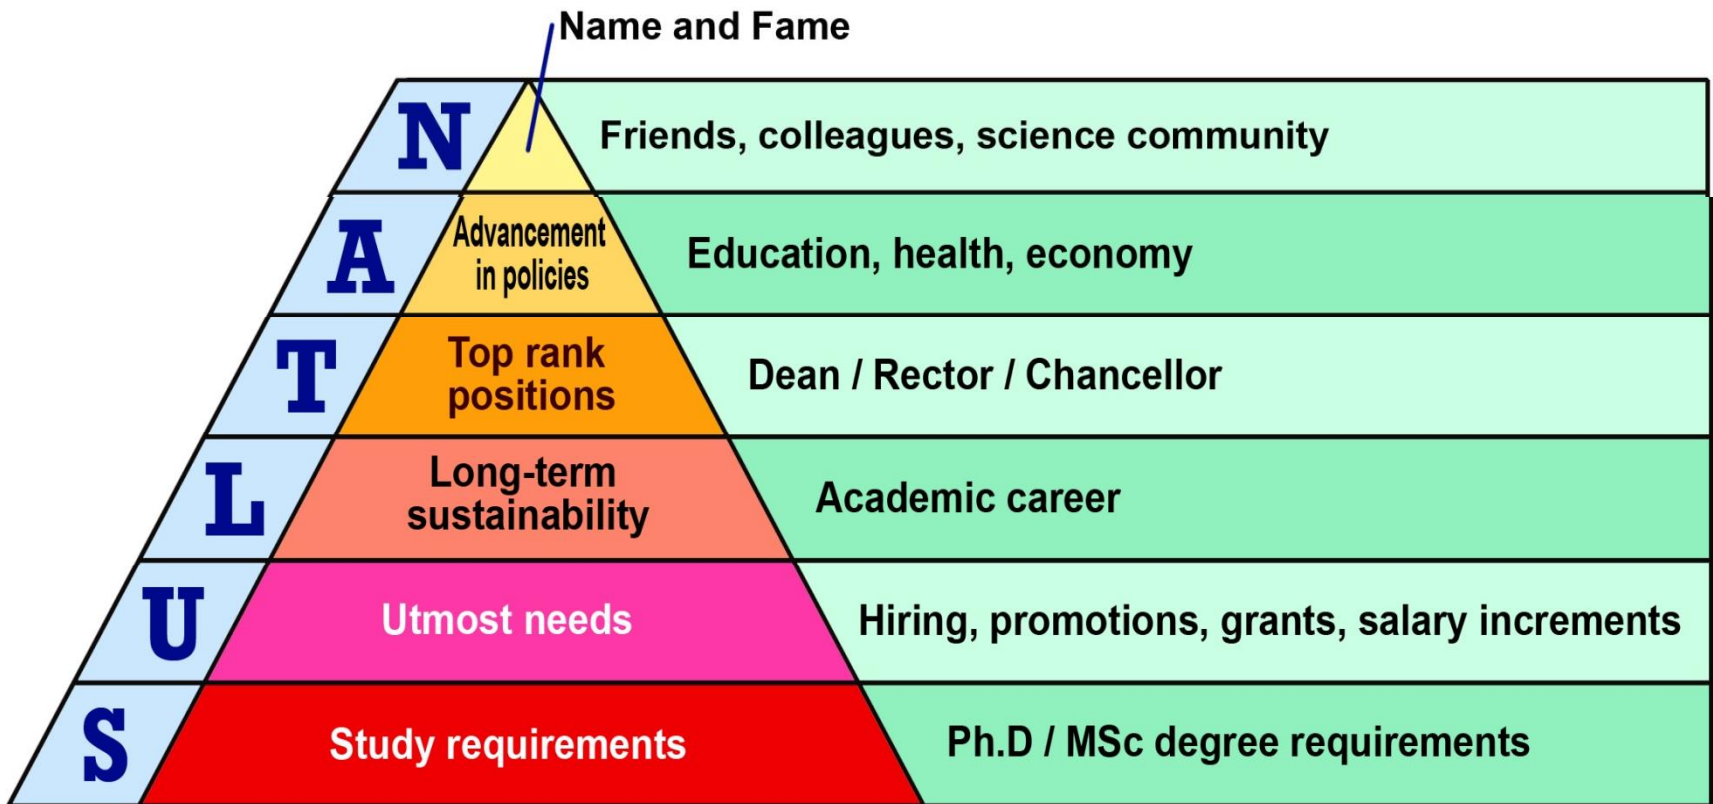 Name and Fame
N
Friends, colleagues, science community
A
Advancement
in policies
Education, health, economy
T
Top rank
positions
Dean / Rector / Chancellor
L
Long-term
sustainability
Academic career
U
Utmost needs
Hiring, promotions, grants, salary increments
S
Study requirements
Ph.D / MSc degree requirements